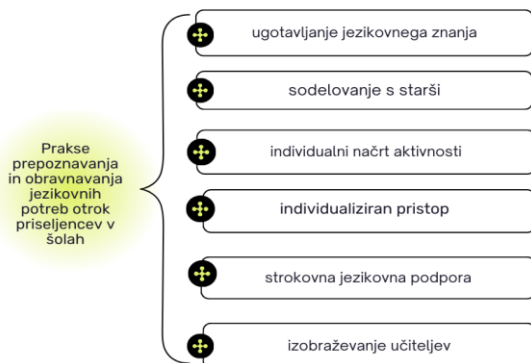 Prakse
prepoznavanja
in obravnavanja
jezikovnih
potreb otrok
priseljencev v
šolah
ugotavljanje jezikovnega znanja
sodelovanje s starši
individualni načrt aktivnosti
individualiziran pristop
strokovna jezikovna podpora
izobraževanje učiteljev